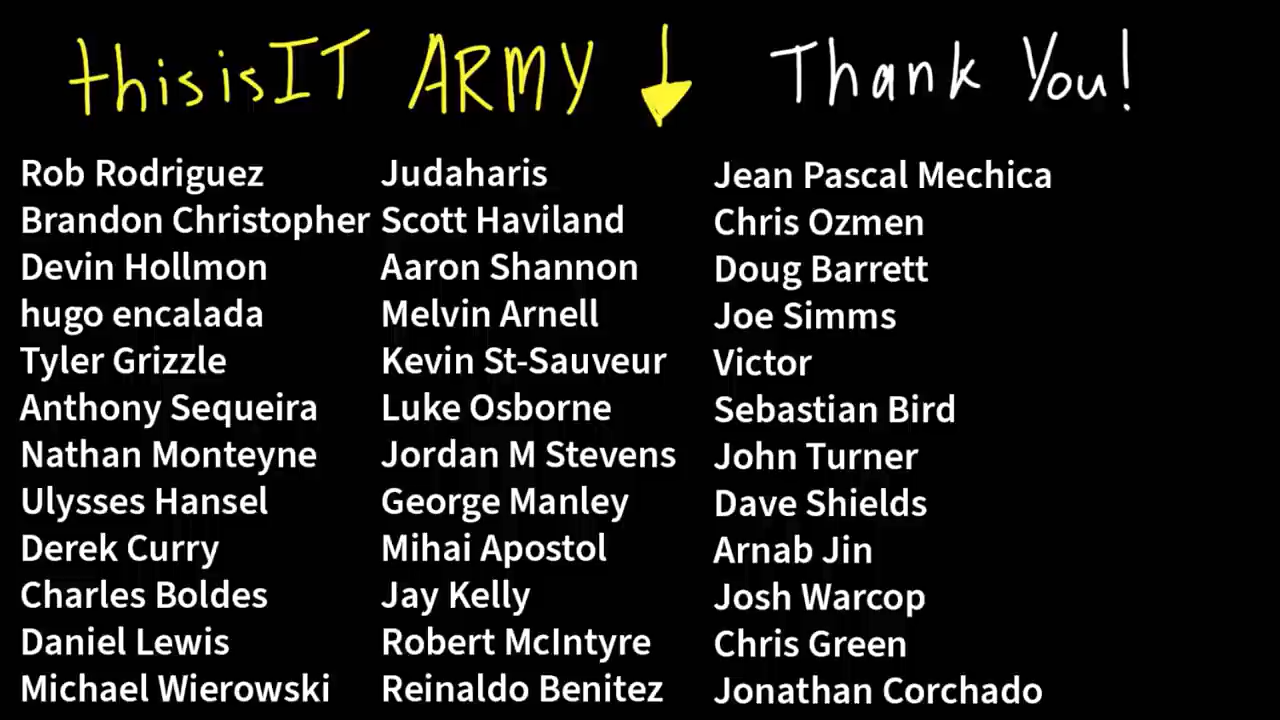 thisisIT ARMY Thank You!
Rob Rodriguez
Brandon Christopher
Devin Hollmon
hugo encalada
Tyler Grizzle
Anthony Sequeira
Nathan Monteyne
Ulysses Hansel
Derek Curry
Charles Boldes
Daniel Lewis
Michael Wierowski
Judaharis
Scott Haviland
Aaron Shannon
Melvin Arnell
Kevin St-Sauveur
Luke Osborne
Jordan M Stevens
George Manley
Mihai Apostol
Jay Kelly
Robert McIntyre
Reinaldo Benitez
Jean Pascal Mechica
Chris Ozmen
Doug Barrett
Joe Simms
Victor
Sebastian Bird
John Turner
Dave Shields
Arnab Jin
Josh Warcop
Chris Green
Jonathan Corchado